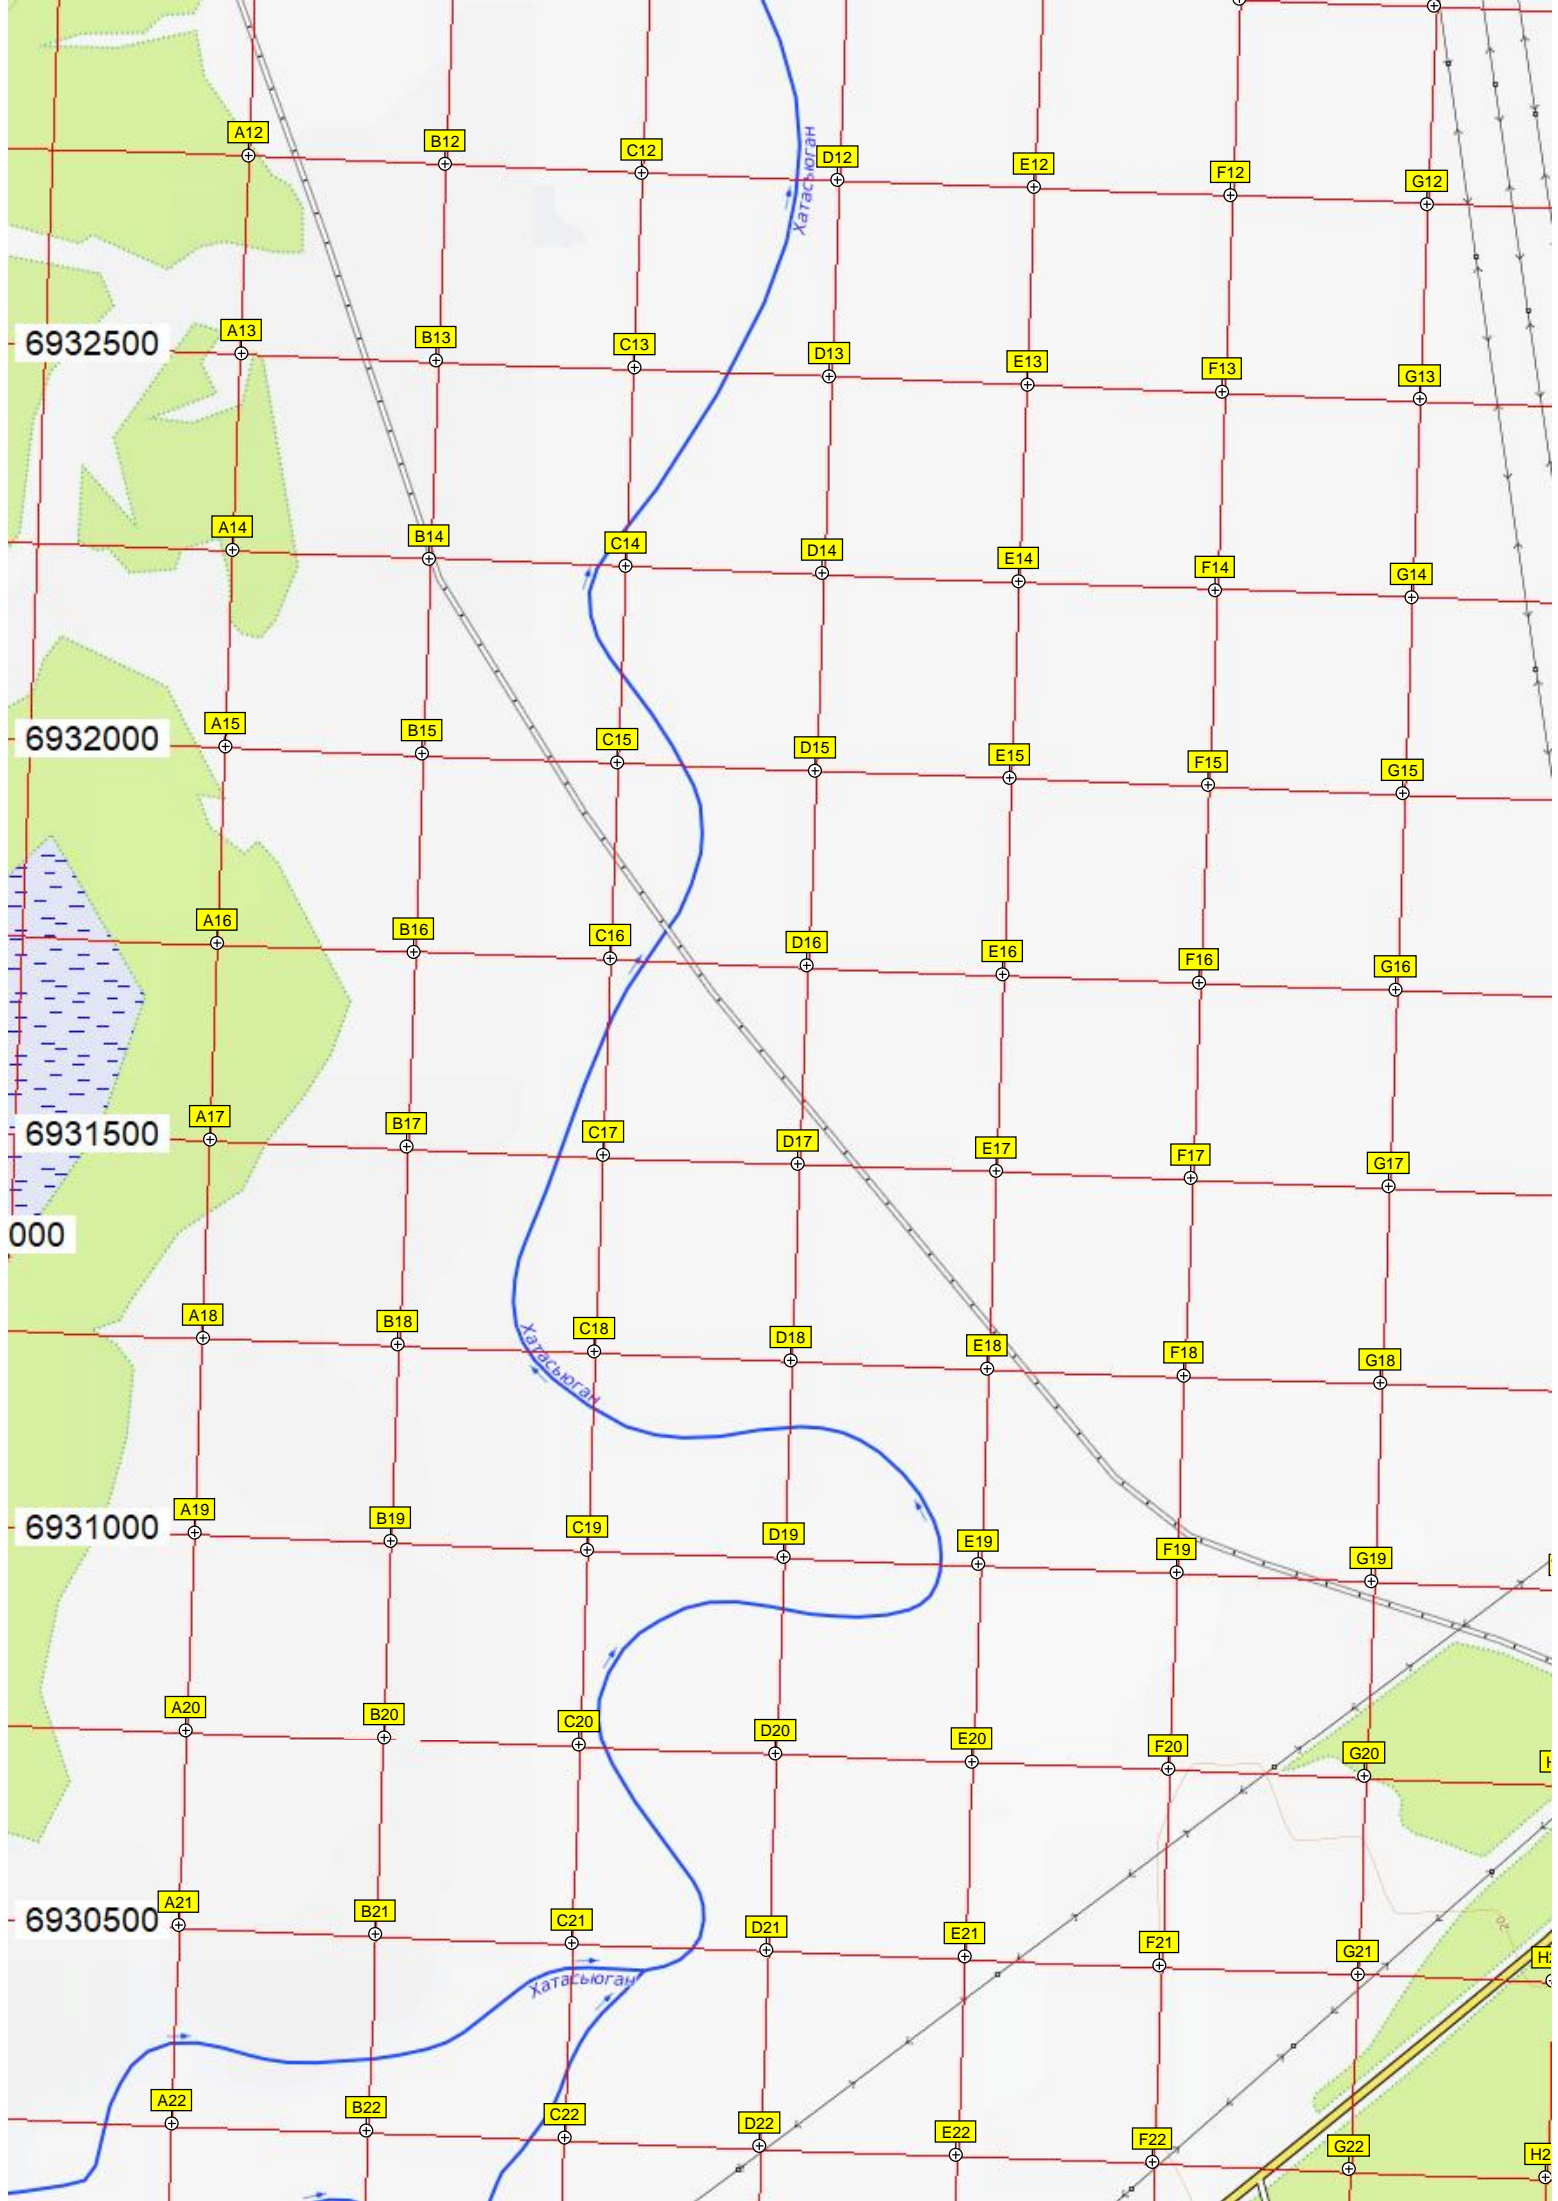 A12 B12 C12 D12 E12 F12 G12
Хатасьюган
6932500
A13 B13 C13 D13 E13 F13 G13
A14 B14 C14 D14 E14 F14 G14
6932000
A15 B15 C15 D15 E15 F15 G15
A16 B16 C16 D16 E16 F16 G16
6931500
A17 B17 C17 D17 E17 F17 G17
000
A18 B18 C18 D18 E18 F18 G18
Хатасьюган
6931000
A19 B19 C19 D19 E19 F19 G19
A20 B20 C20 D20 E20 F20 G20 H
20
6930500
A21 B21 C21 D21 E21 F21 G21 H2
Хатасьюган
A22 B22 C22 D22 E22 F22 G22 H2